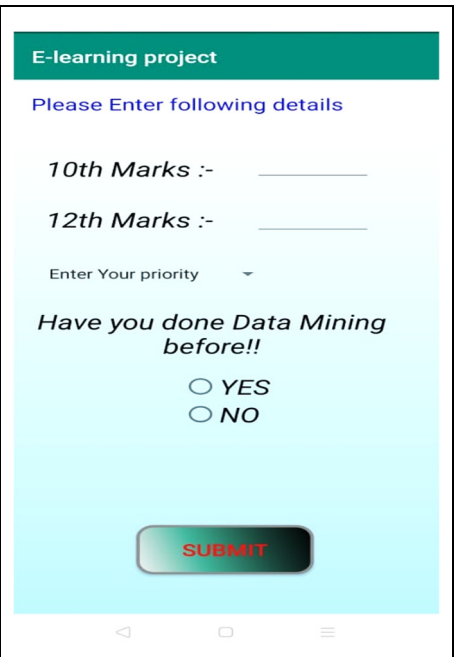 E-learning project
Please Enter following details
10th Marks :-
12th Marks :-
Enter Your priority
Have you done Data Mining
before!!
YES
NO
SUBMIT